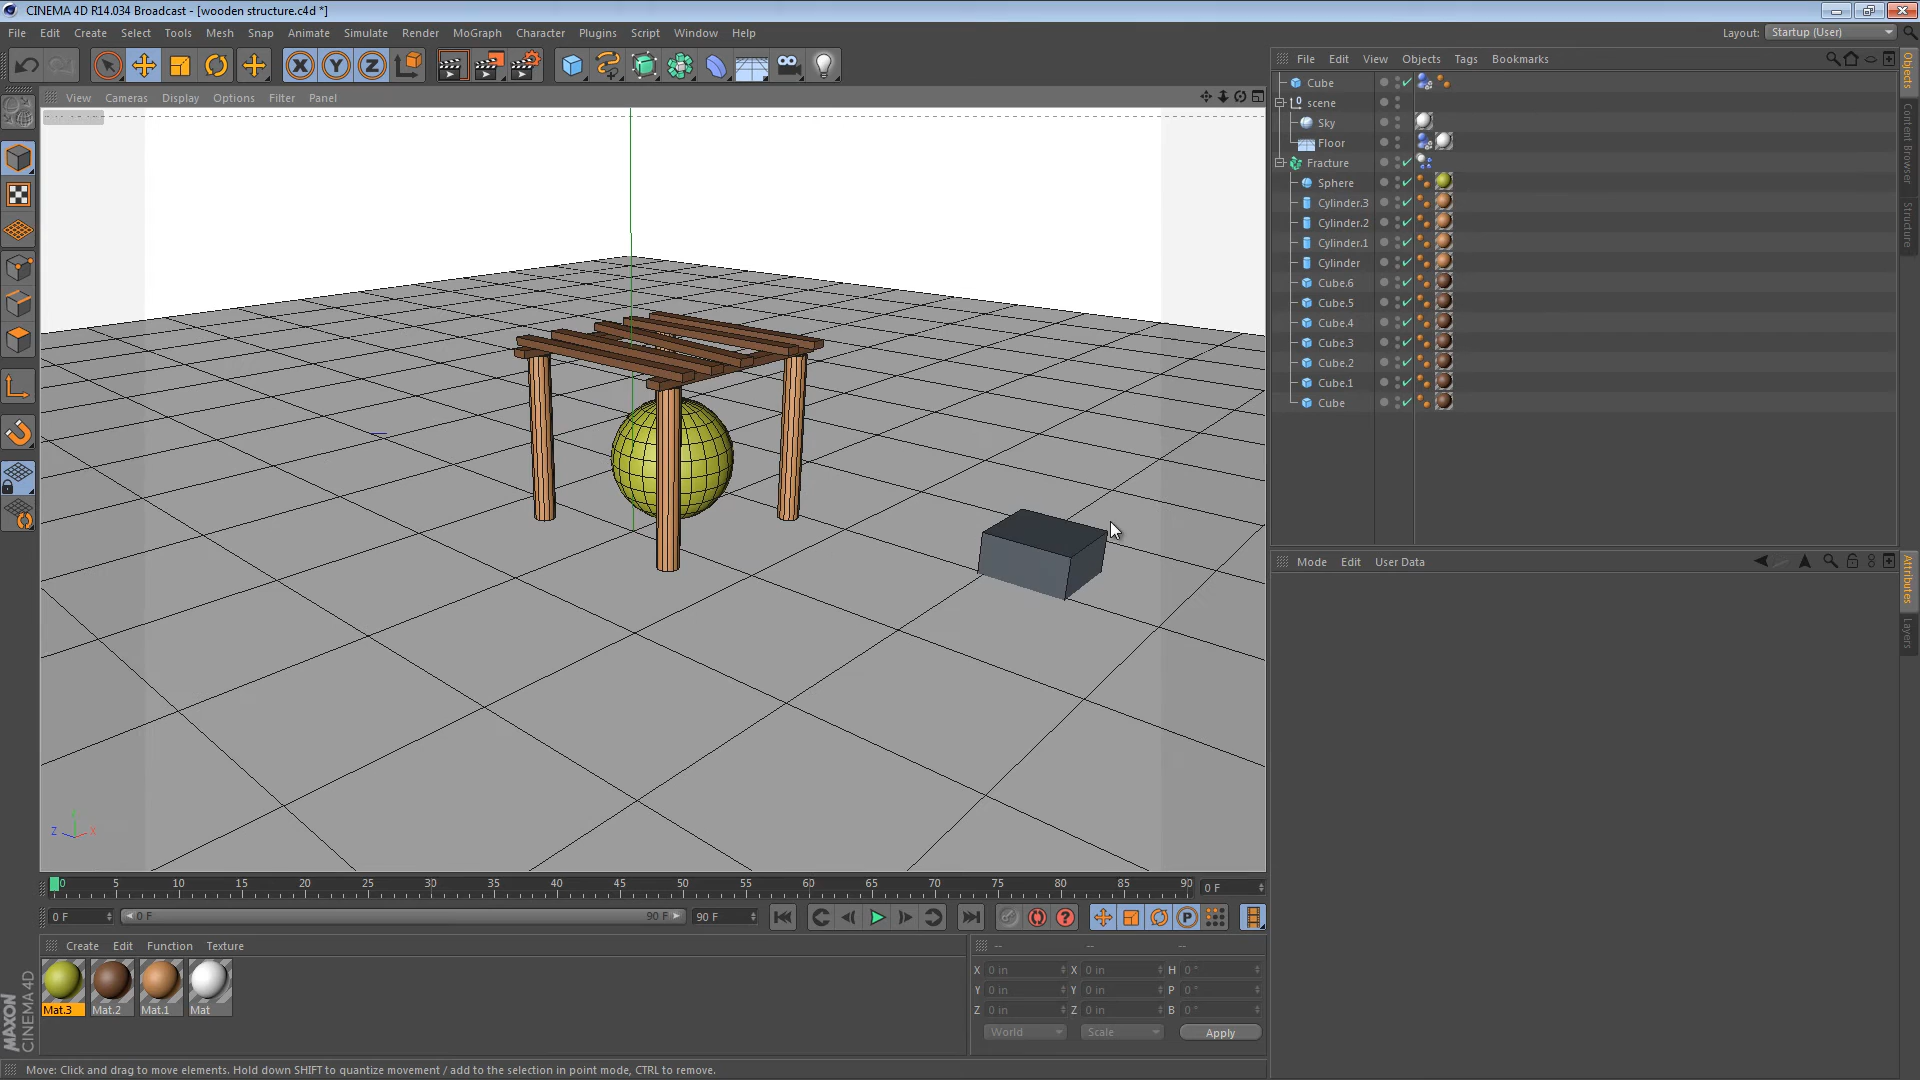 CINEMA 4D R14.034 Broadcast - [wooden structure.c4d *]
File Edit Create Select Tools Mesh Snap Animate Simulate Render Character MoGraph Plugins Script Window Help
Layout: Startup (User)
X Y Z
View Cameras Display Options Filter Panel
File Edit View Objects Tags Bookmarks
Cube
scene
Sky
Floor
Fracture
Sphere
Cylinder.3
Cylinder.2
Cylinder.1
Cylinder
Cube.6
Cube.5
Cube.4
Cube.3
Cube.2
Cube.1
Cube
Objects
Content Browser
Structure
Mode Edit User Data
Attributes
Layers
Y
Z X
0 5 10 15 20 25 30 35 40 45 50 55 60 65 70 75 80 85 90 0 F
0 F 0 F 90 F 90 F
P
Create Edit Function Texture
Mat.3 Mat.2 Mat.1 Mat
-- -- --
X 0 in X 0 in H 0 °
Y 0 in Y 0 in P 0 °
Z 0 in Z 0 in B 0 °
World Scale Apply
MAXON
CINEMA 4D
Move: Click and drag to move elements. Hold down SHIFT to quantize movement / add to the selection in point mode, CTRL to remove.